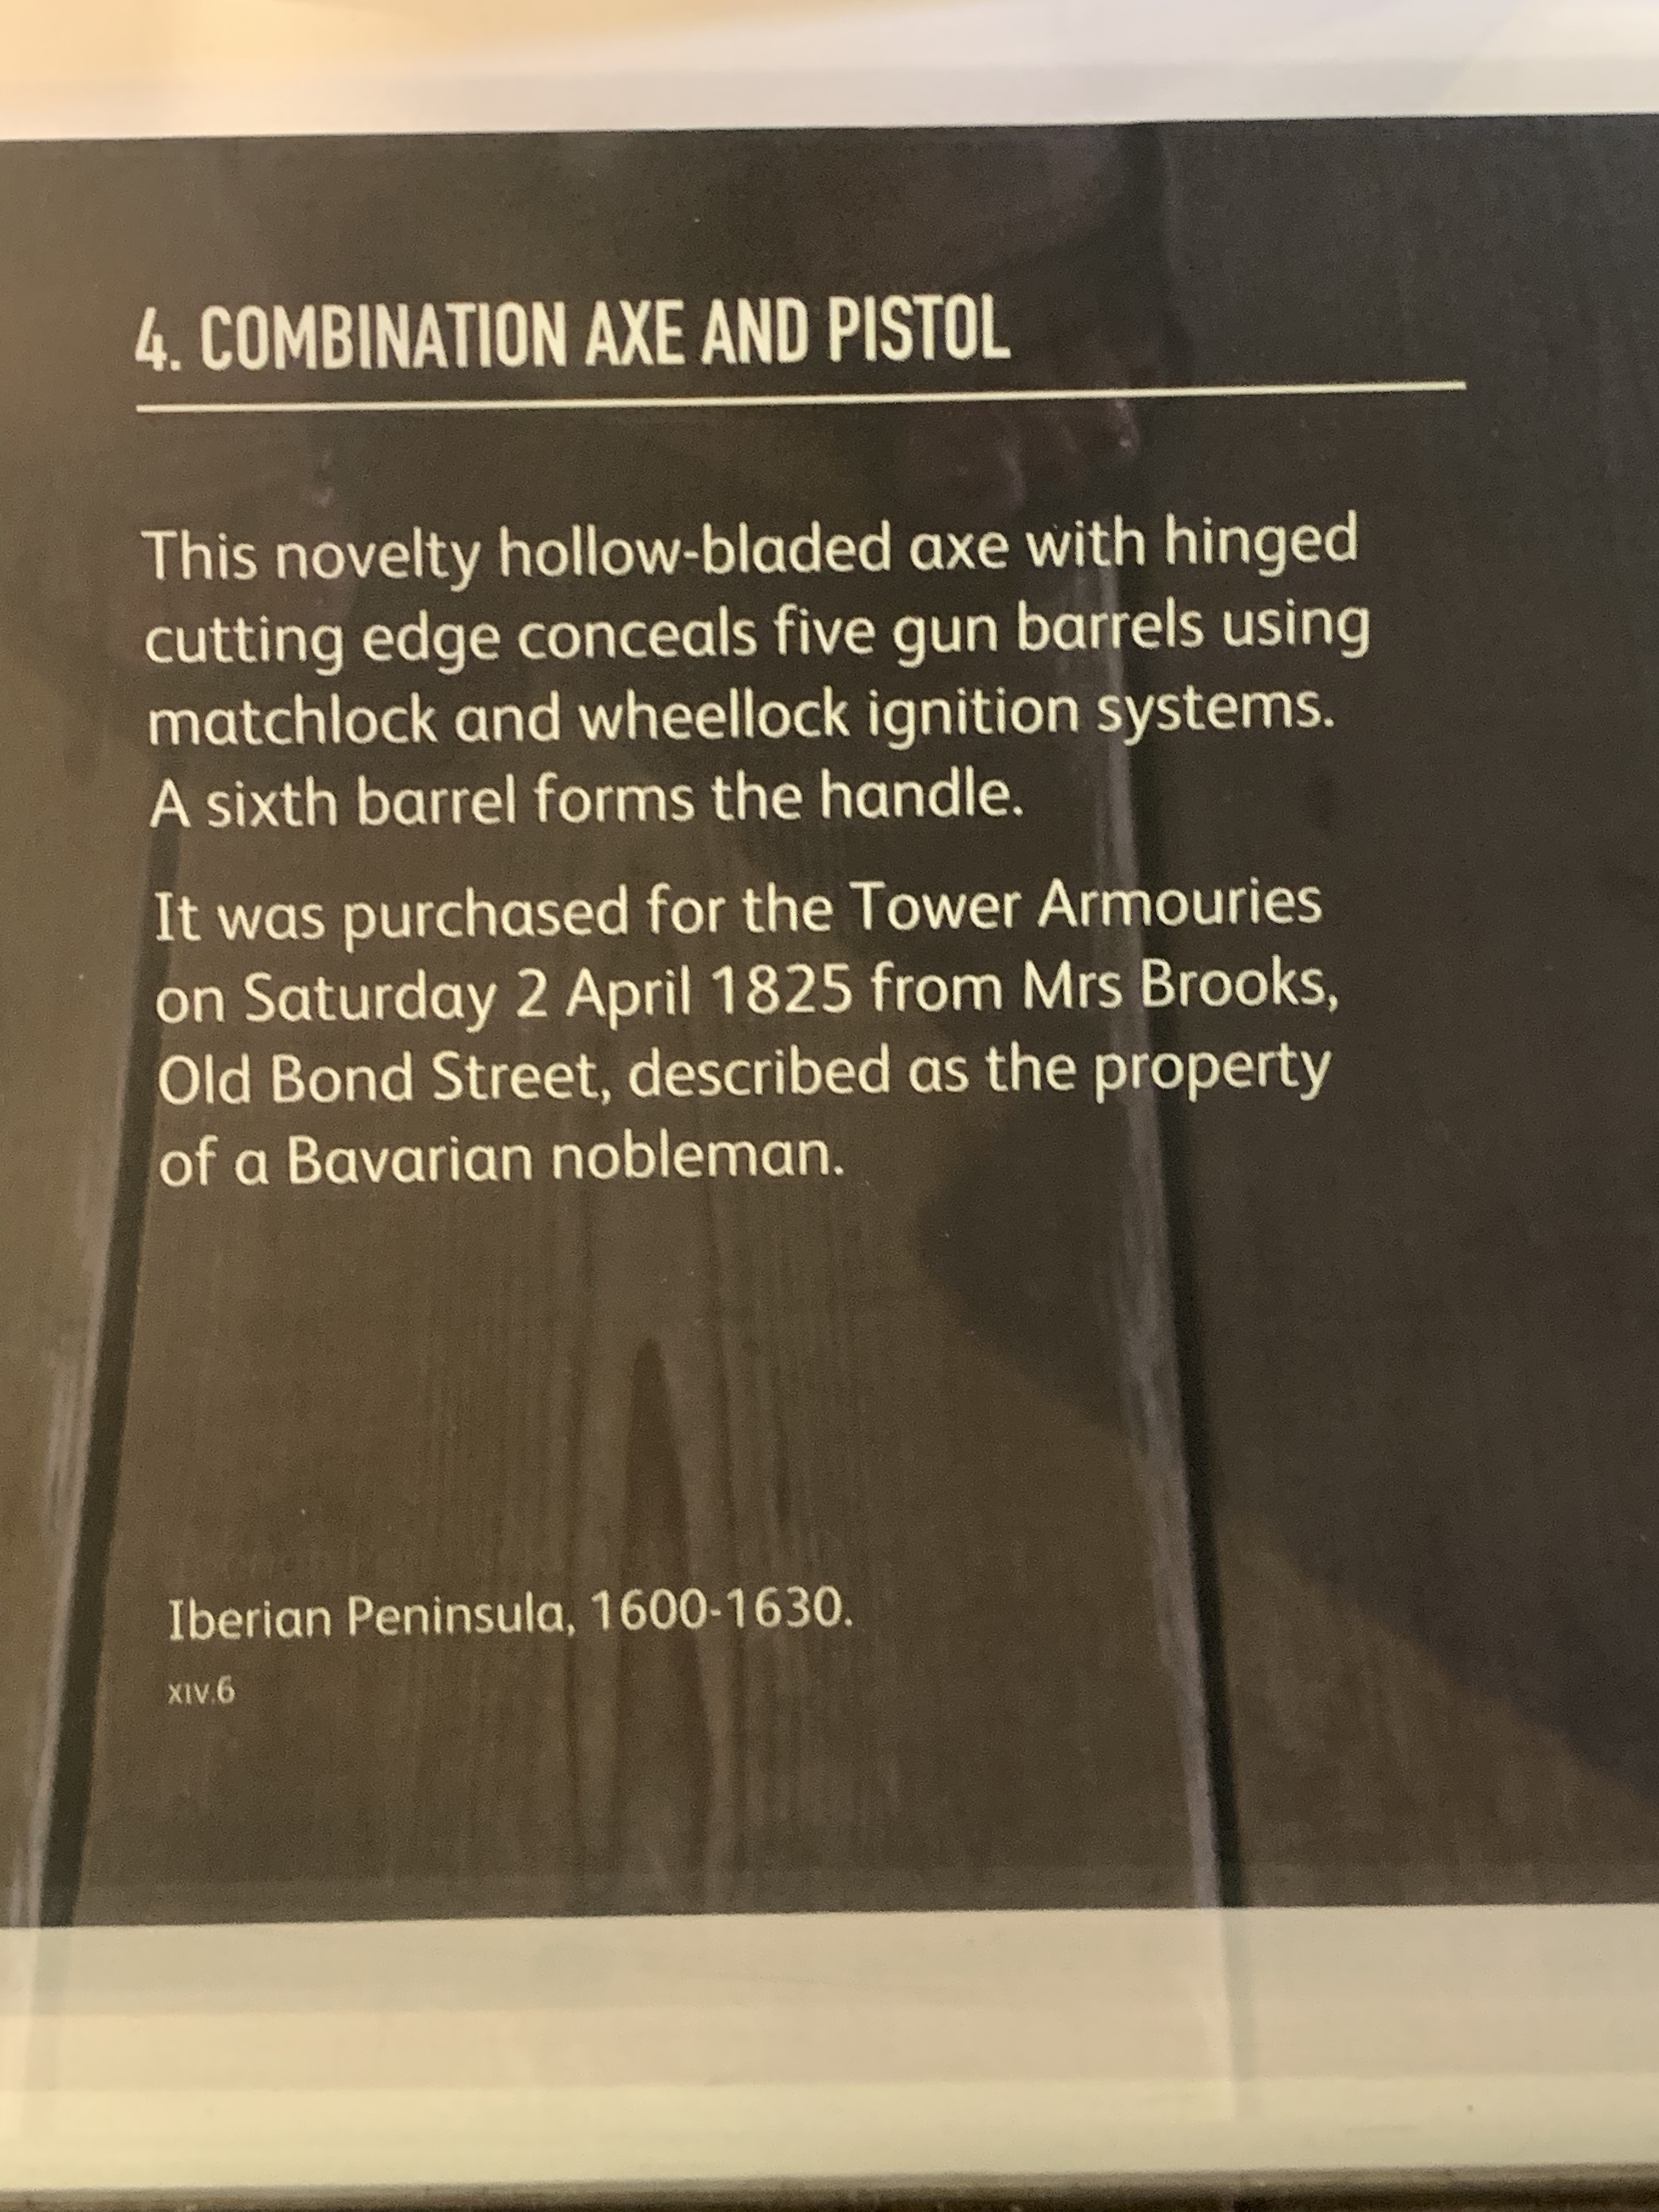 4. COMBINATION AXE AND PISTOL
This novelty hollow-bladed axe with hinged
cutting edge conceals five gun barrels using
matchlock and wheellock ignition systems.
A sixth barrel forms the handle.
It was purchased for the Tower Armouries
on Saturday 2 April 1825 from Mrs Brooks,
Old Bond Street, described as the property
of a Bavarian nobleman.
Iberian Peninsula, 1600-1630.
XIV.6